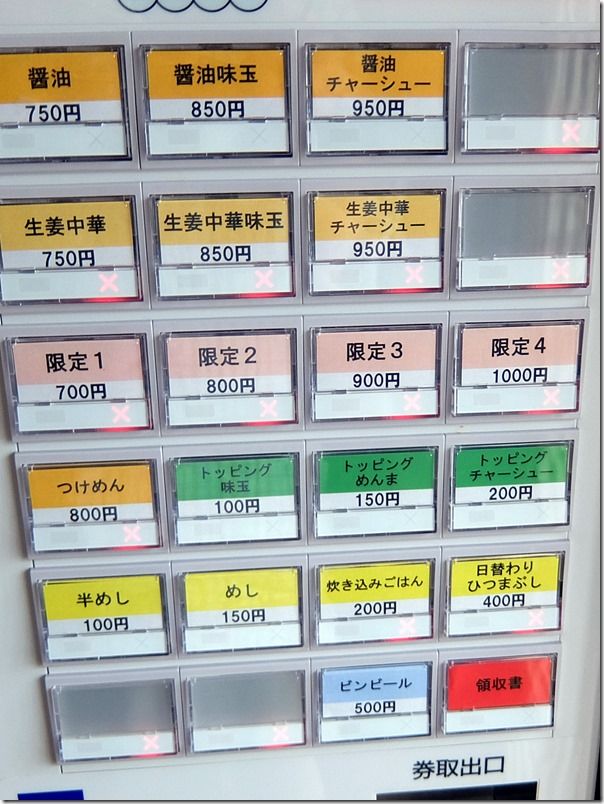 醤油
750円
醤油味玉
850円
醤油
チャーシュー
950円
生姜中華
750円
生姜中華味玉
850円
生姜中華
チャーシュー
950円
限定1
700円
限定2
800円
限定3
900円
限定4
1000円
つけめん
800円
トッピング
味玉
100円
トッピング
めんま
150円
トッピング
チャーシュー
200円
半めし
100円
めし
150円
炊き込みごはん
200円
日替わり
ひつまぶし
400円
ビンビール
500円
領収書
券取出口